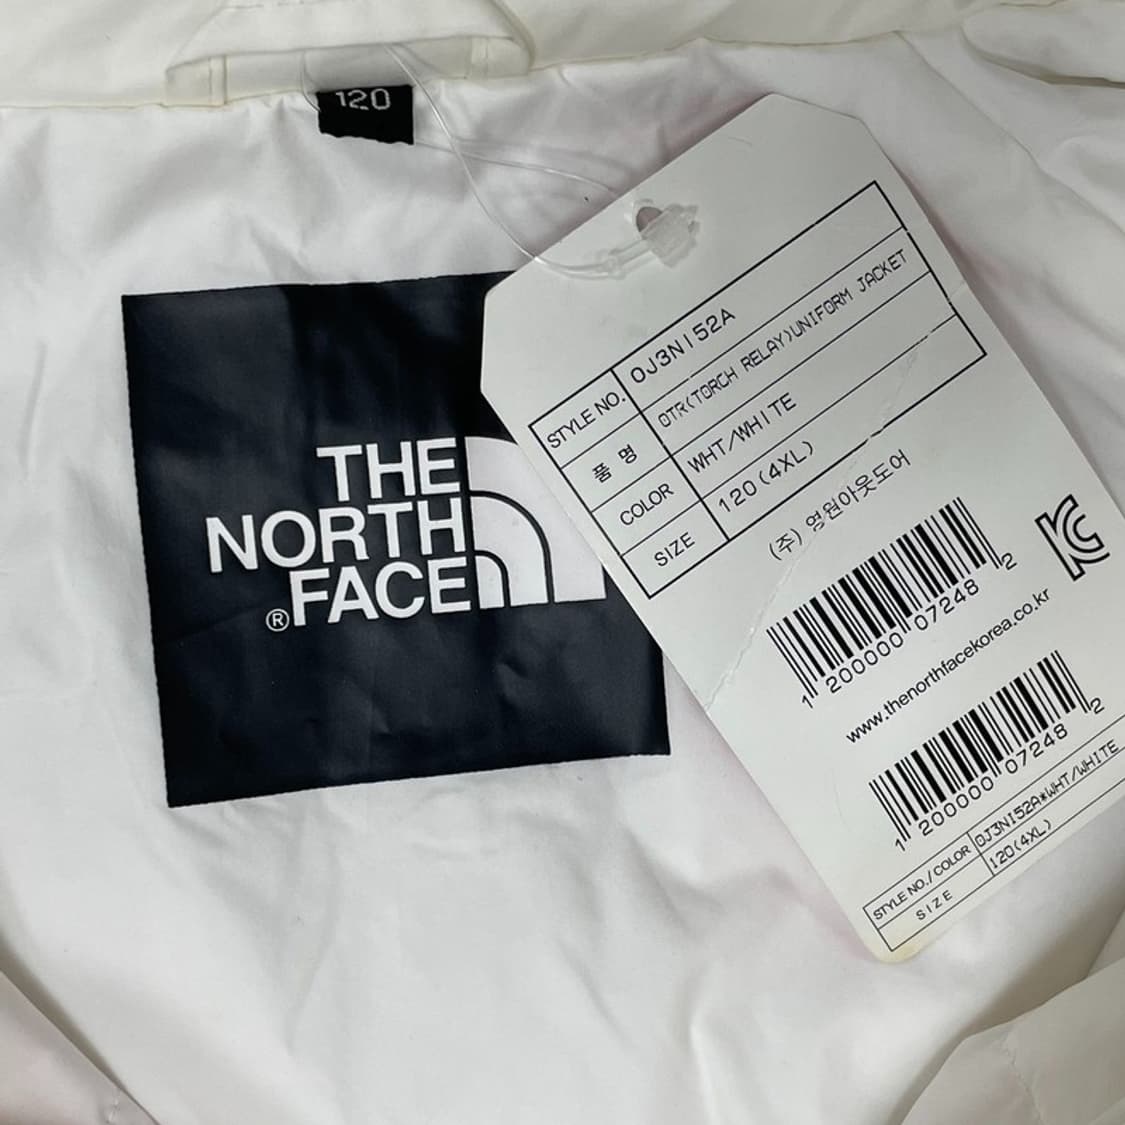 120
THE
NORTH
FACE
®
STYLE NO. 0J3NI52A
품 명 OTR(TORCH RELAY)UNIFORM JACKET
COLOR WHT/WHITE
SIZE 120(4XL)
(주) 영원아웃도어
1 200000 07248 2
www.thenorthfacekorea.co.kr
1 200000 07248 2
STYLE NO./COLOR 0J3NI52A*WHT/WHITE
SIZE 120(4XL)